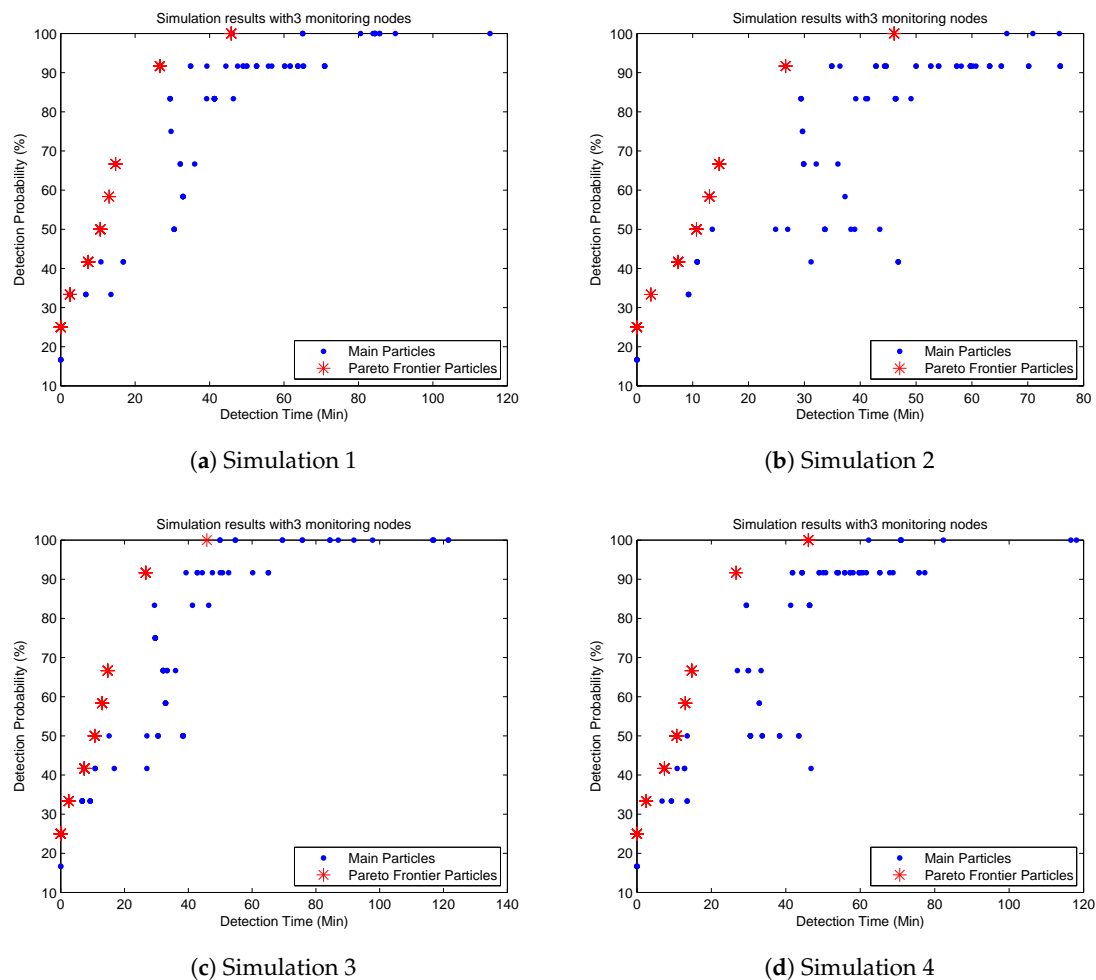 Simulation results with3 monitoring nodes
Detection Probability (%)
100
90
80
70
60
50
40
30
20
10
0 20 40 60 80 100 120
Detection Time (Min)
Main Particles
Pareto Frontier Particles
(a) Simulation 1
Simulation results with3 monitoring nodes
Detection Probability (%)
100
90
80
70
60
50
40
30
20
10
0 10 20 30 40 50 60 70 80
Detection Time (Min)
Main Particles
Pareto Frontier Particles
(b) Simulation 2
Simulation results with3 monitoring nodes
Detection Probability (%)
100
90
80
70
60
50
40
30
20
10
0 20 40 60 80 100 120 140
Detection Time (Min)
Main Particles
Pareto Frontier Particles
(c) Simulation 3
Simulation results with3 monitoring nodes
Detection Probability (%)
100
90
80
70
60
50
40
30
20
10
0 20 40 60 80 100 120
Detection Time (Min)
Main Particles
Pareto Frontier Particles
(d) Simulation 4